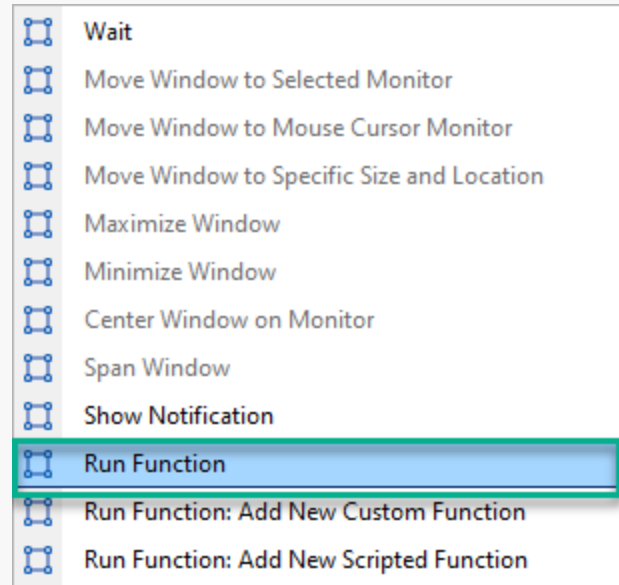 Wait
Move Window to Selected Monitor
Move Window to Mouse Cursor Monitor
Move Window to Specific Size and Location
Maximize Window
Minimize Window
Center Window on Monitor
Span Window
Show Notification
Run Function
Run Function: Add New Custom Function
Run Function: Add New Scripted Function